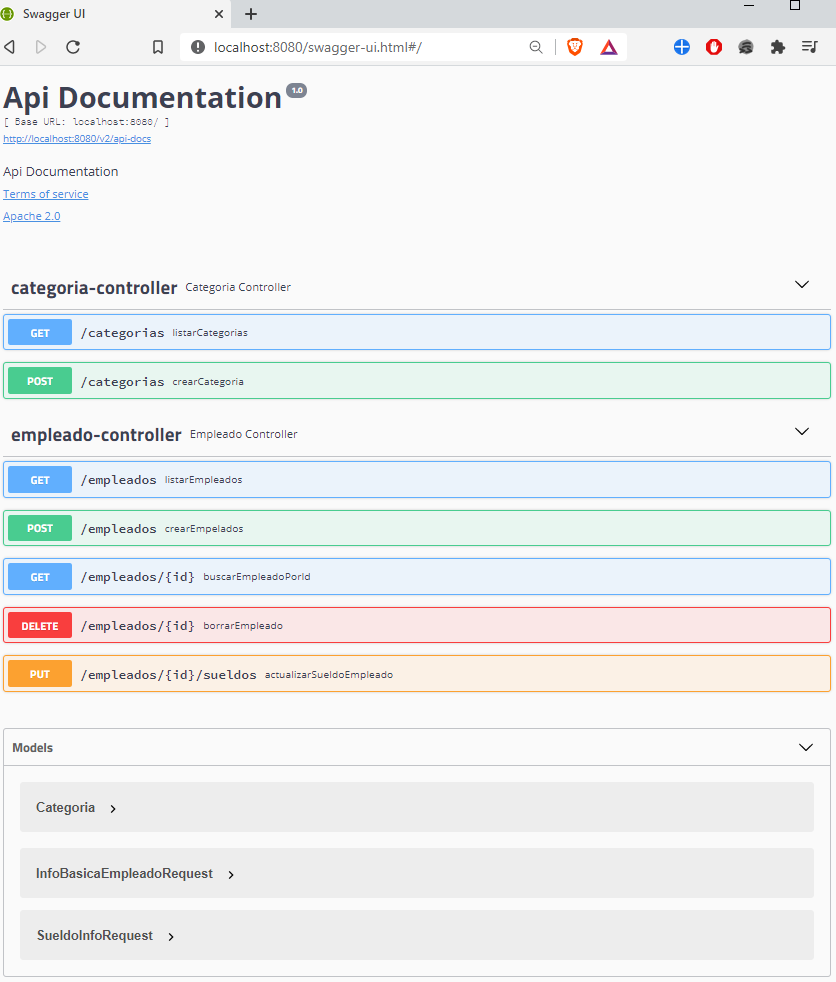 Swagger UI
localhost:8080/swagger-ui.html#/
Api Documentation 1.0
[ Base URL: localhost:8080/ ]
http://localhost:8080/v2/api-docs
Api Documentation
Terms of service
Apache 2.0
categoria-controller Categoria Controller
GET /categorias listarCategorias
POST /categorias crearCategoria
empleado-controller Empleado Controller
GET /empleados listarEmpleados
POST /empleados crearEmpelados
GET /empleados/{id} buscarEmpleadoPorId
DELETE /empleados/{id} borrarEmpleado
PUT /empleados/{id}/sueldos actualizarSueldoEmpleado
Models
Categoria
InfoBasicaEmpleadoRequest
SueldoInfoRequest